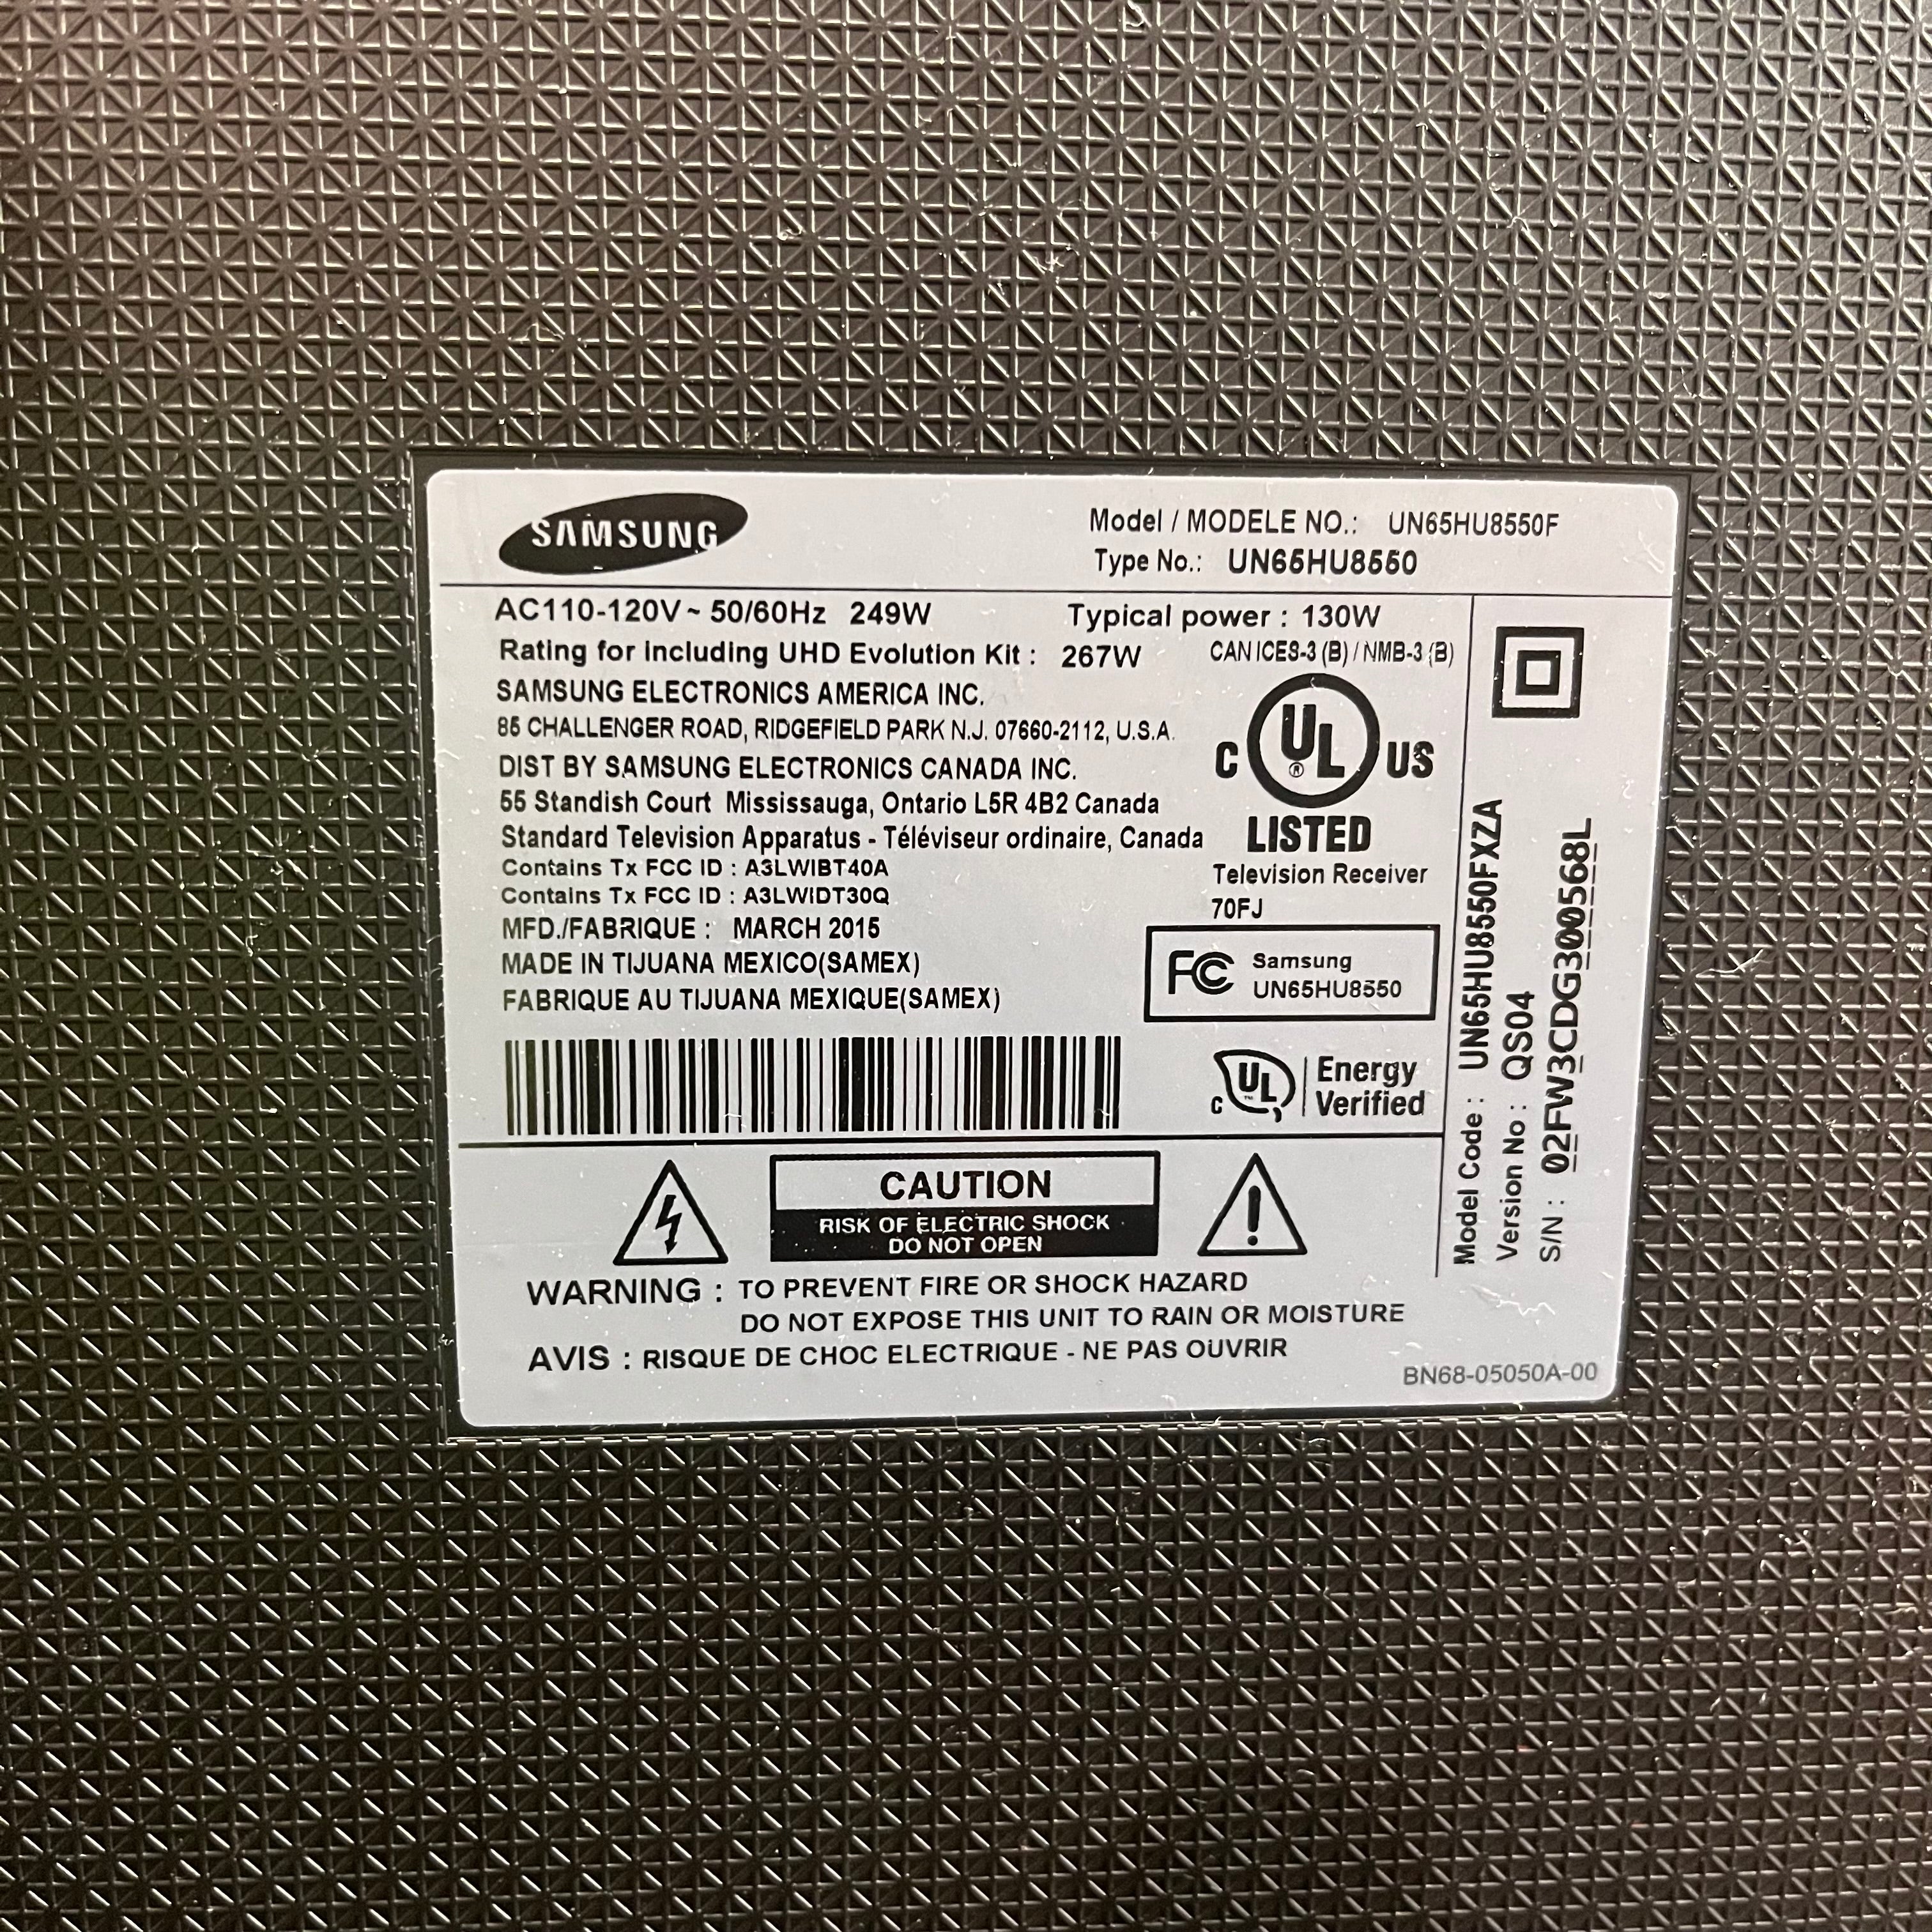 SAMSUNG
Model / MODELE NO.: UN65HU8550F
Type No.: UN65HU8550
AC110-120V ~ 50/60Hz 249W
Typical power : 130W
Rating for including UHD Evolution Kit : 267W
CAN ICES-3 (B) / NMB-3 (B)
SAMSUNG ELECTRONICS AMERICA INC.
85 CHALLENGER ROAD, RIDGEFIELD PARK N.J. 07660-2112, U.S.A.
DIST BY SAMSUNG ELECTRONICS CANADA INC.
55 Standish Court Mississauga, Ontario L5R 4B2 Canada
Standard Television Apparatus - Téléviseur ordinaire, Canada
Contains Tx FCC ID : A3LWIBT40A
Contains Tx FCC ID : A3LWIDT30Q
MFD./FABRIQUE : MARCH 2015
MADE IN TIJUANA MEXICO(SAMEX)
FABRIQUE AU TIJUANA MEXIQUE(SAMEX)
C UL ® US
LISTED
Television Receiver
70FJ
FC Samsung
UN65HU8550
C UL ™ Energy
Verified
CAUTION
RISK OF ELECTRIC SHOCK
DO NOT OPEN
WARNING : TO PREVENT FIRE OR SHOCK HAZARD
DO NOT EXPOSE THIS UNIT TO RAIN OR MOISTURE
AVIS : RISQUE DE CHOC ELECTRIQUE - NE PAS OUVRIR
BN68-05050A-00
Model Code : UN65HU8550FXZA
Version No : QS04
S/N : 02FW3CDG300568L